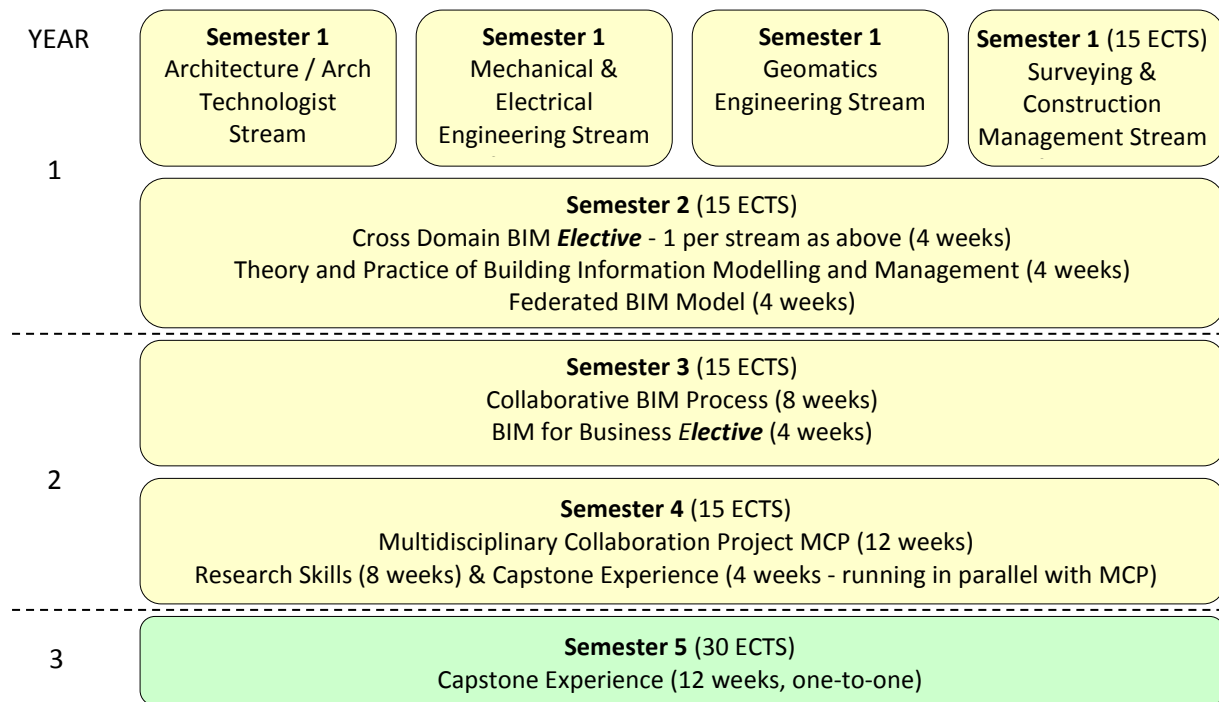 YEAR
Semester 1
Architecture / Arch
Technologist
Stream
Semester 1
Mechanical &
Electrical
Engineering Stream
Semester 1
Geomatics
Engineering Stream
Semester 1 (15 ECTS)
Surveying &
Construction
Management Stream
1
Semester 2 (15 ECTS)
Cross Domain BIM Elective - 1 per stream as above (4 weeks)
Theory and Practice of Building Information Modelling and Management (4 weeks)
Federated BIM Model (4 weeks)
Semester 3 (15 ECTS)
Collaborative BIM Process (8 weeks)
BIM for Business Elective (4 weeks)
2
Semester 4 (15 ECTS)
Multidisciplinary Collaboration Project MCP (12 weeks)
Research Skills (8 weeks) & Capstone Experience (4 weeks - running in parallel with MCP)
3
Semester 5 (30 ECTS)
Capstone Experience (12 weeks, one-to-one)